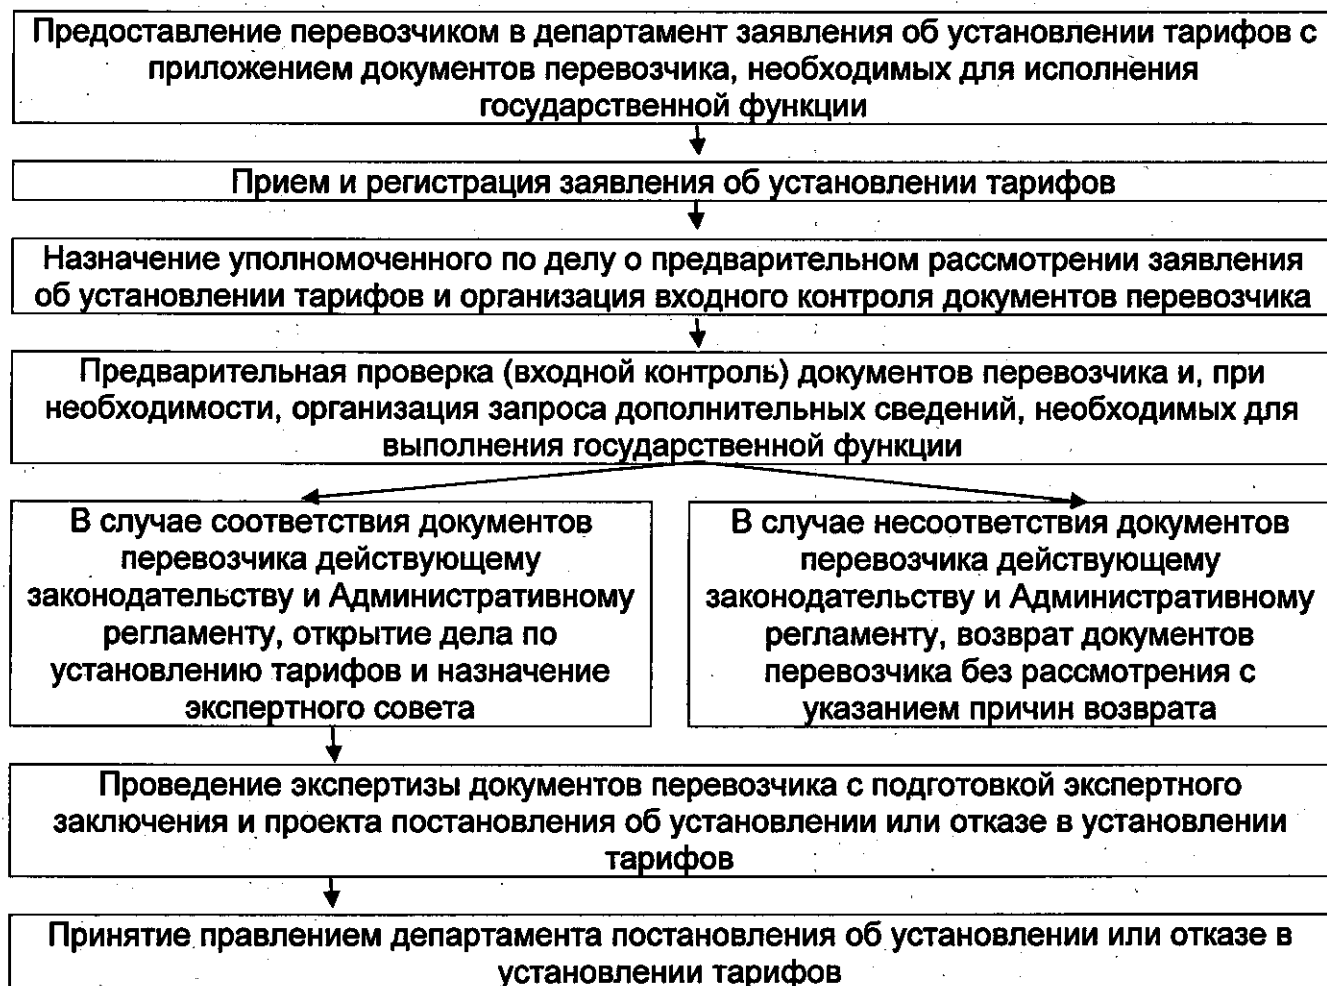 Предоставление перевозчиком в департамент заявления об установлении тарифов с
приложением документов перевозчика, необходимых для исполнения
государственной функции
Прием и регистрация заявления об установлении тарифов
Назначение уполномоченного по делу о предварительном рассмотрении заявления
об установлении тарифов и организация входного контроля документов перевозчика
Предварительная проверка (входной контроль) документов перевозчика и, при
необходимости, организация запроса дополнительных сведений, необходимых для
выполнения государственной функции
В случае соответствия документов
перевозчика действующему
законодательству и Административному
регламенту, открытие дела по
установлению тарифов и назначение
экспертного совета
В случае несоответствия документов
перевозчика действующему
законодательству и Административному
регламенту, возврат документов
перевозчика без рассмотрения с
указанием причин возврата
Проведение экспертизы документов перевозчика с подготовкой экспертного
заключения и проекта постановления об установлении или отказе в установлении
тарифов
Принятие правлением департамента постановления об установлении или отказе в
установлении тарифов